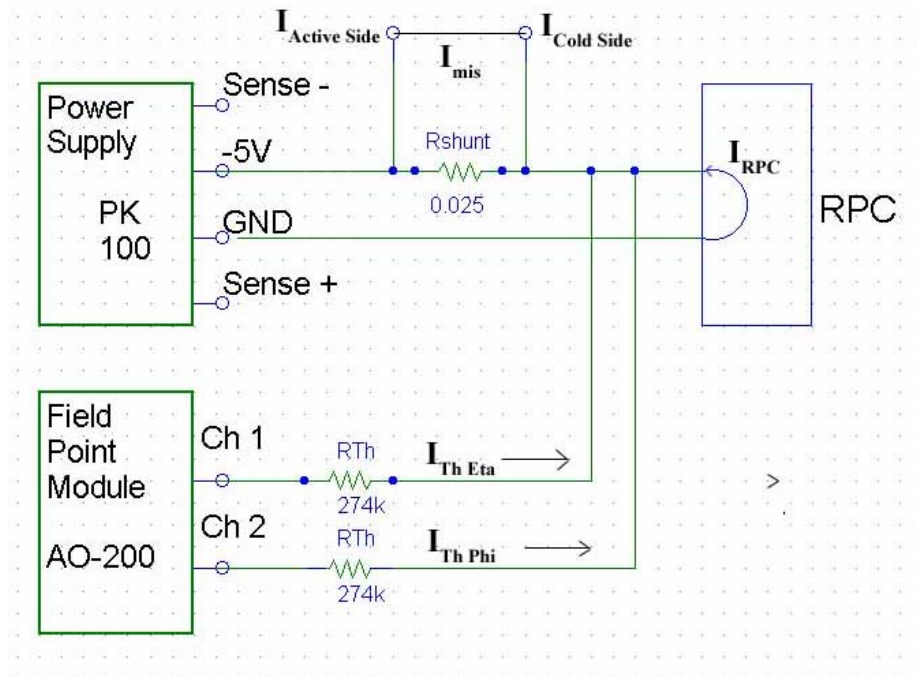 I Active Side
I Cold Side
I mis
Sense -
Power
Supply
-5V
Rshunt
0.025
I RPC
RPC
PK
100
GND
Sense +
Field
Point
Module
AO-200
Ch 1
RTh
274k
I Th Eta
Ch 2
RTh
274k
I Th Phi